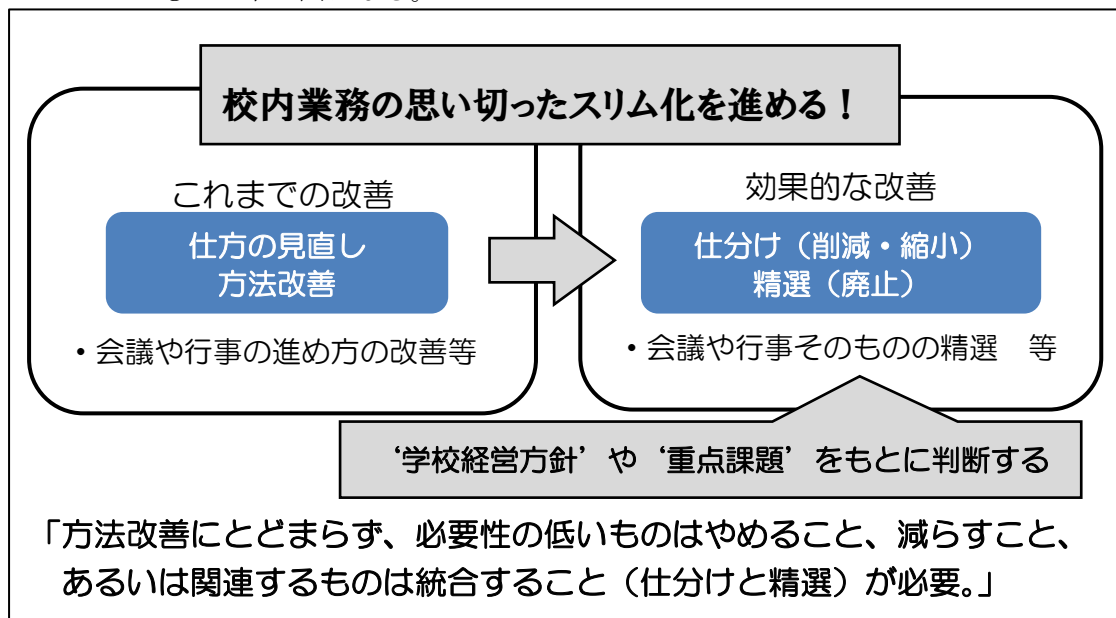 校内業務の思い切ったスリム化を進める！
これまでの改善
仕方の見直し
方法改善
・会議や行事の進め方の改善等
効果的な改善
仕分け（削減・縮小）
精選（廃止）
・会議や行事そのものの精選　等
‘学校経営方針’や‘重点課題’をもとに判断する
「方法改善にとどまらず、必要性の低いものはやめること、減らすこと、
あるいは関連するものは統合すること（仕分けと精選）が必要。」